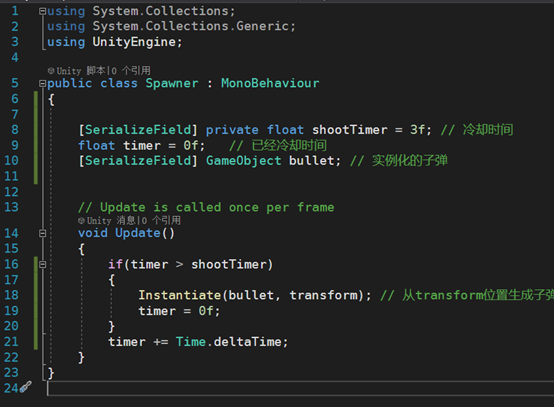 1 using System.Collections;
2 using System.Collections.Generic;
3 using UnityEngine;
4
Unity 脚本|0 个引用
5 public class Spawner : MonoBehaviour
6 {
7
8 [SerializeField] private float shootTimer = 3f; // 冷却时间
9 float timer = 0f; // 已经冷却时间
10 [SerializeField] GameObject bullet; // 实例化的子弹
11
12
13 // Update is called once per frame
Unity 消息|0 个引用
14 void Update()
15 {
16 if(timer > shootTimer)
17 {
18 Instantiate(bullet, transform); // 从transform位置生成子弹
19 timer = 0f;
20 }
21 timer += Time.deltaTime;
22 }
23 }
24